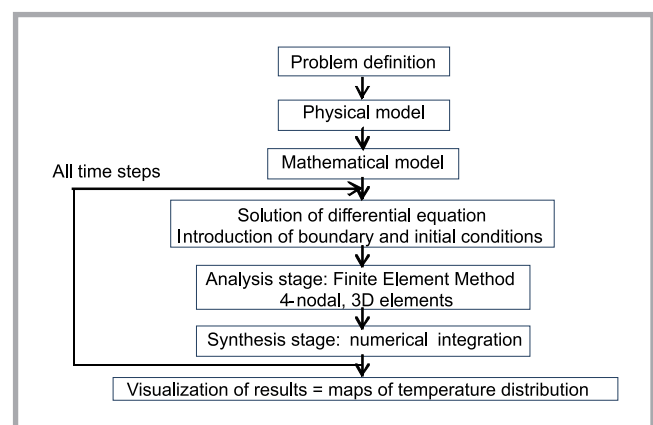 Problem definition
Physical model
Mathematical model
All time steps
Solution of differential equation
Introduction of boundary and initial conditions
Analysis stage: Finite Element Method
4-nodal, 3D elements
Synthesis stage: numerical integration
Visualization of results = maps of temperature distribution